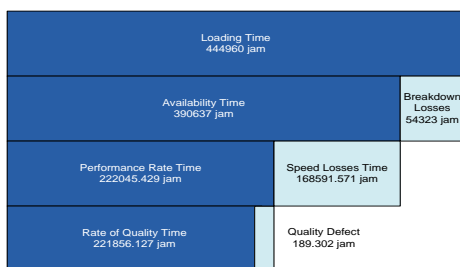 Loading Time
444960 jam
Availability Time
390637 jam
Breakdown
Losses
54323 jam
Performance Rate Time
222045.429 jam
Speed Losses Time
168591.571 jam
Rate of Quality Time
221856.127 jam
Quality Defect
189.302 jam